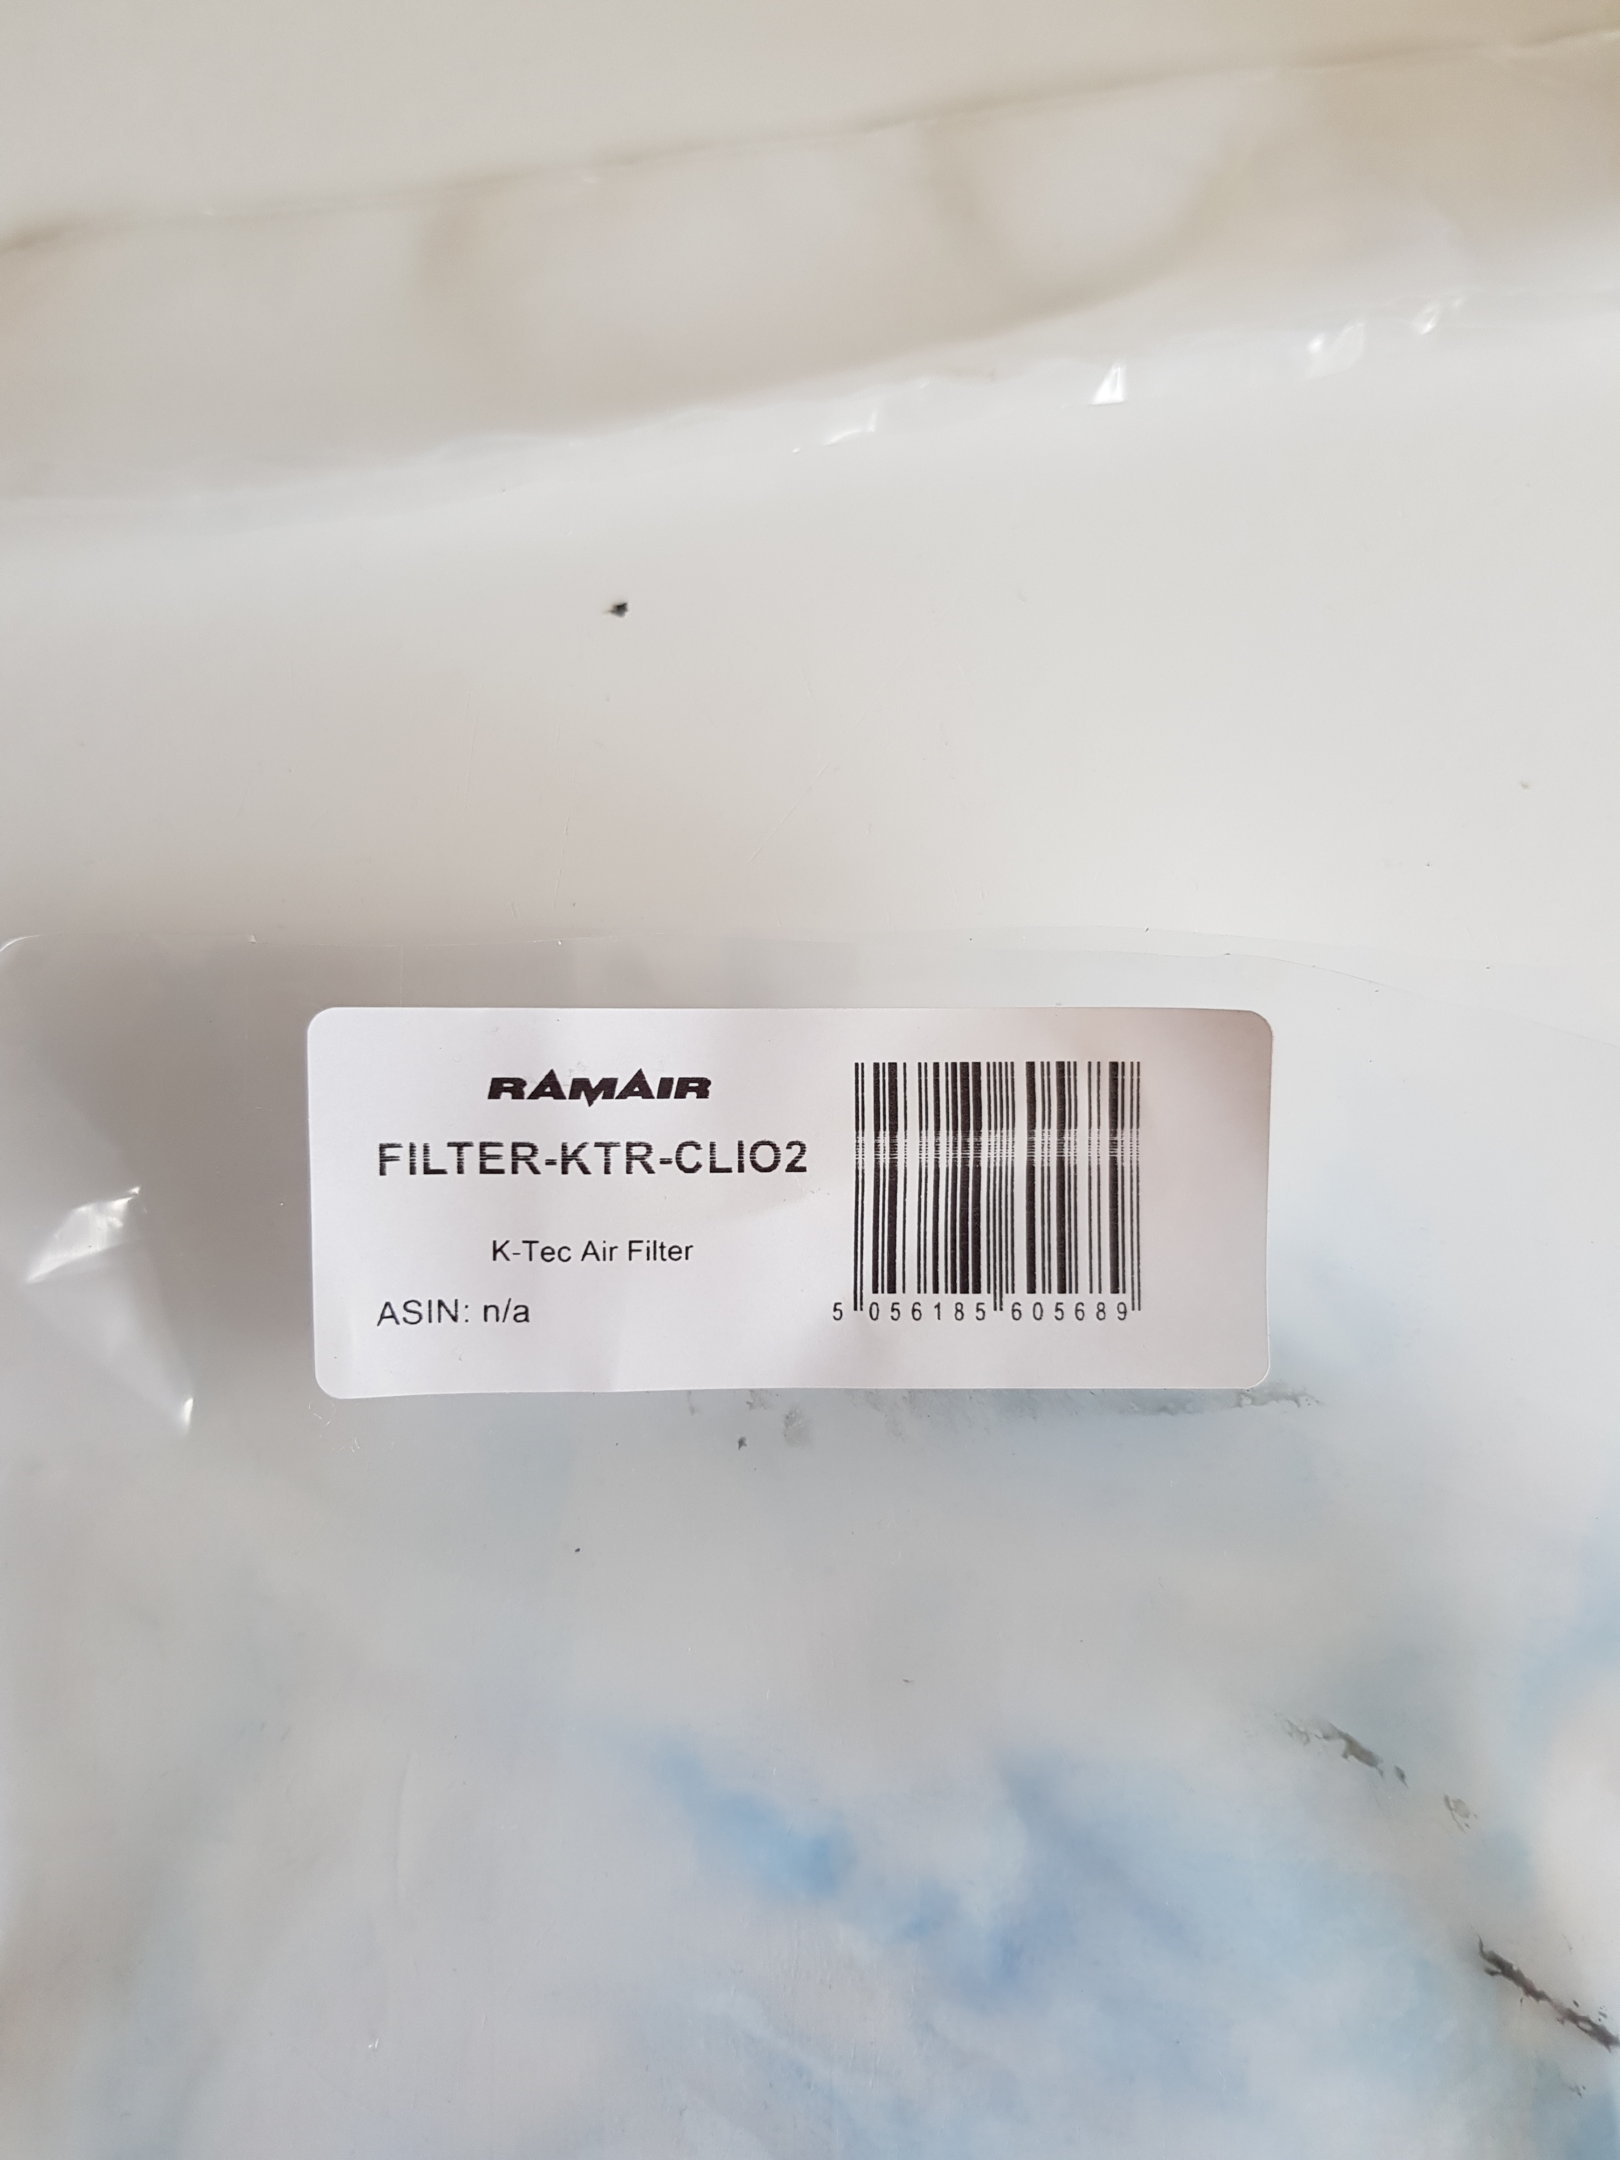 RAMAIR
FILTER-KTR-CLIO2
K-Tec Air Filter
ASIN: n/a
5 056185 605689